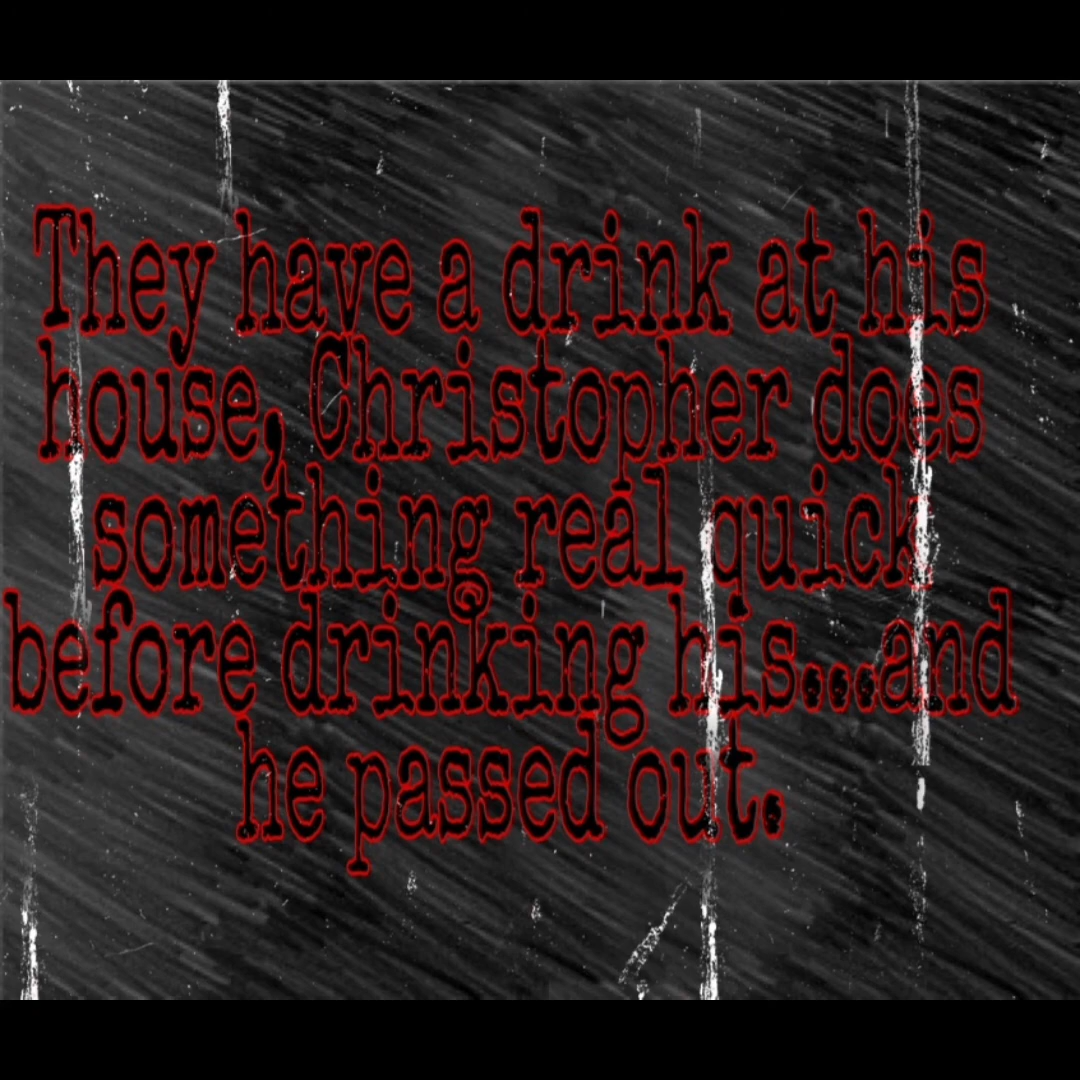 They have a drink at his
house, Christopher does
something real quick
before drinking his...and
he passed out.